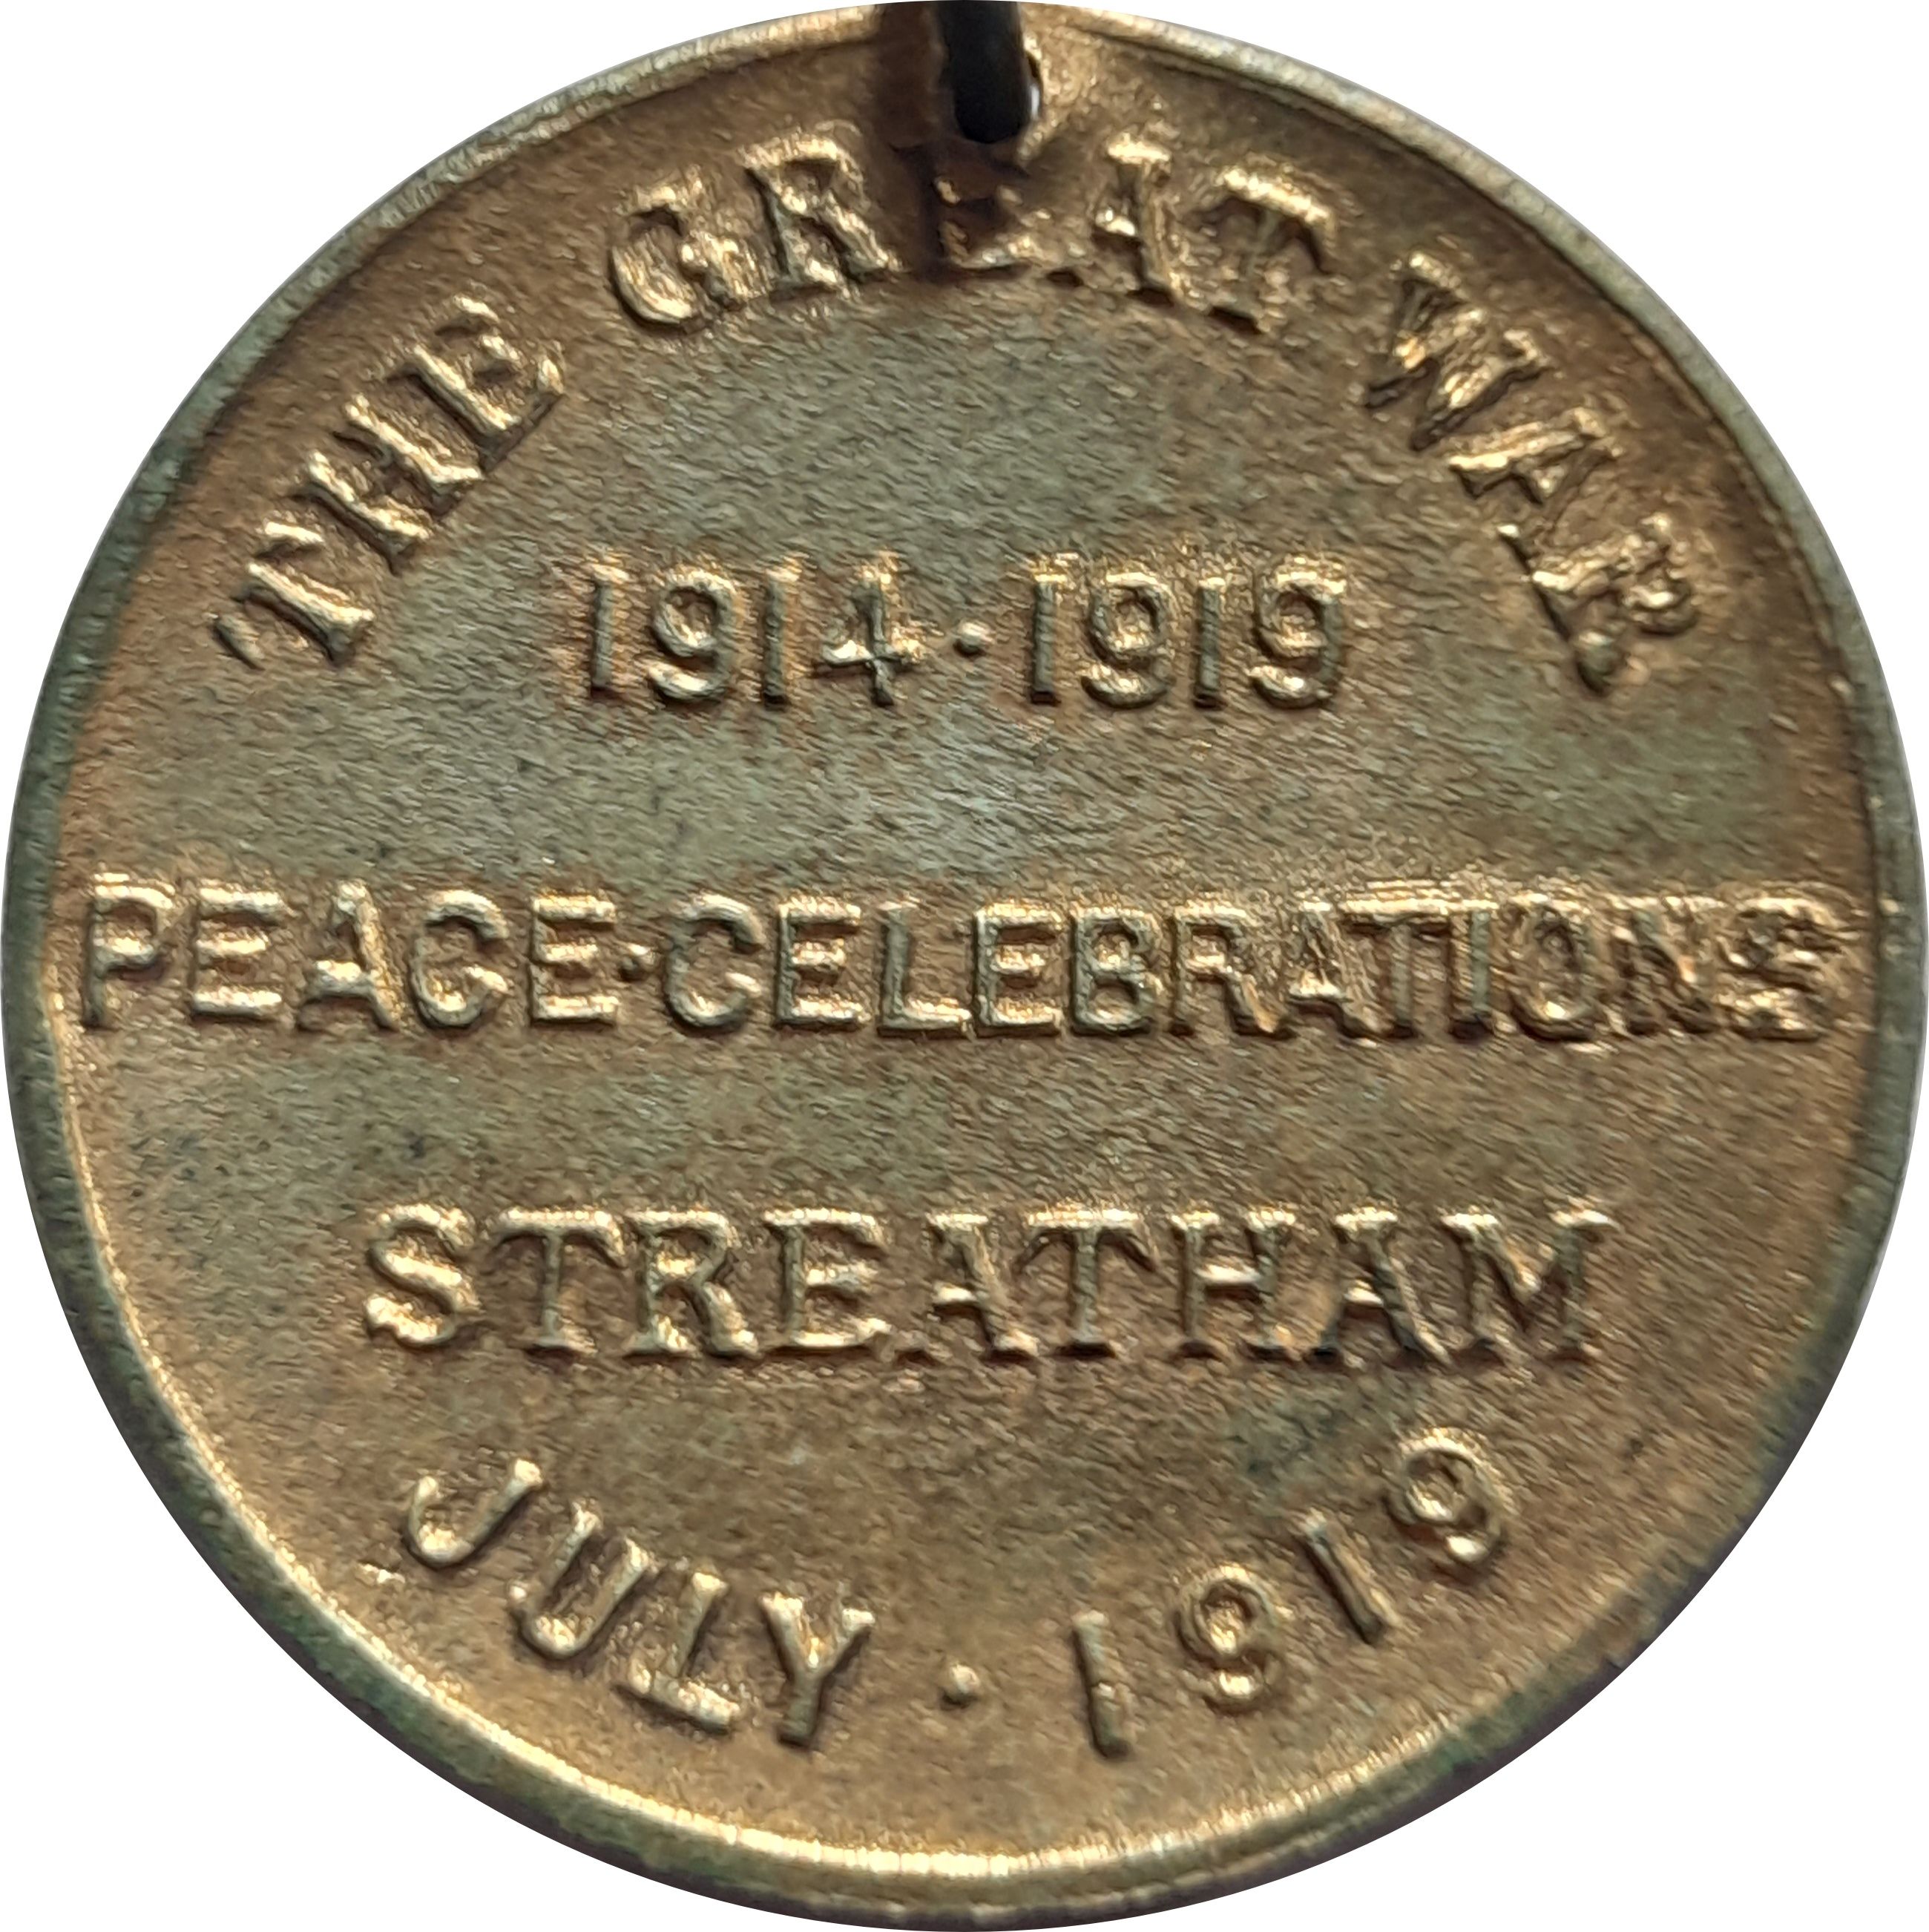 THE GREAT WAR.
1914·1919
PEACE·CELEBRATIONS
STREATHAM
JULY·1919